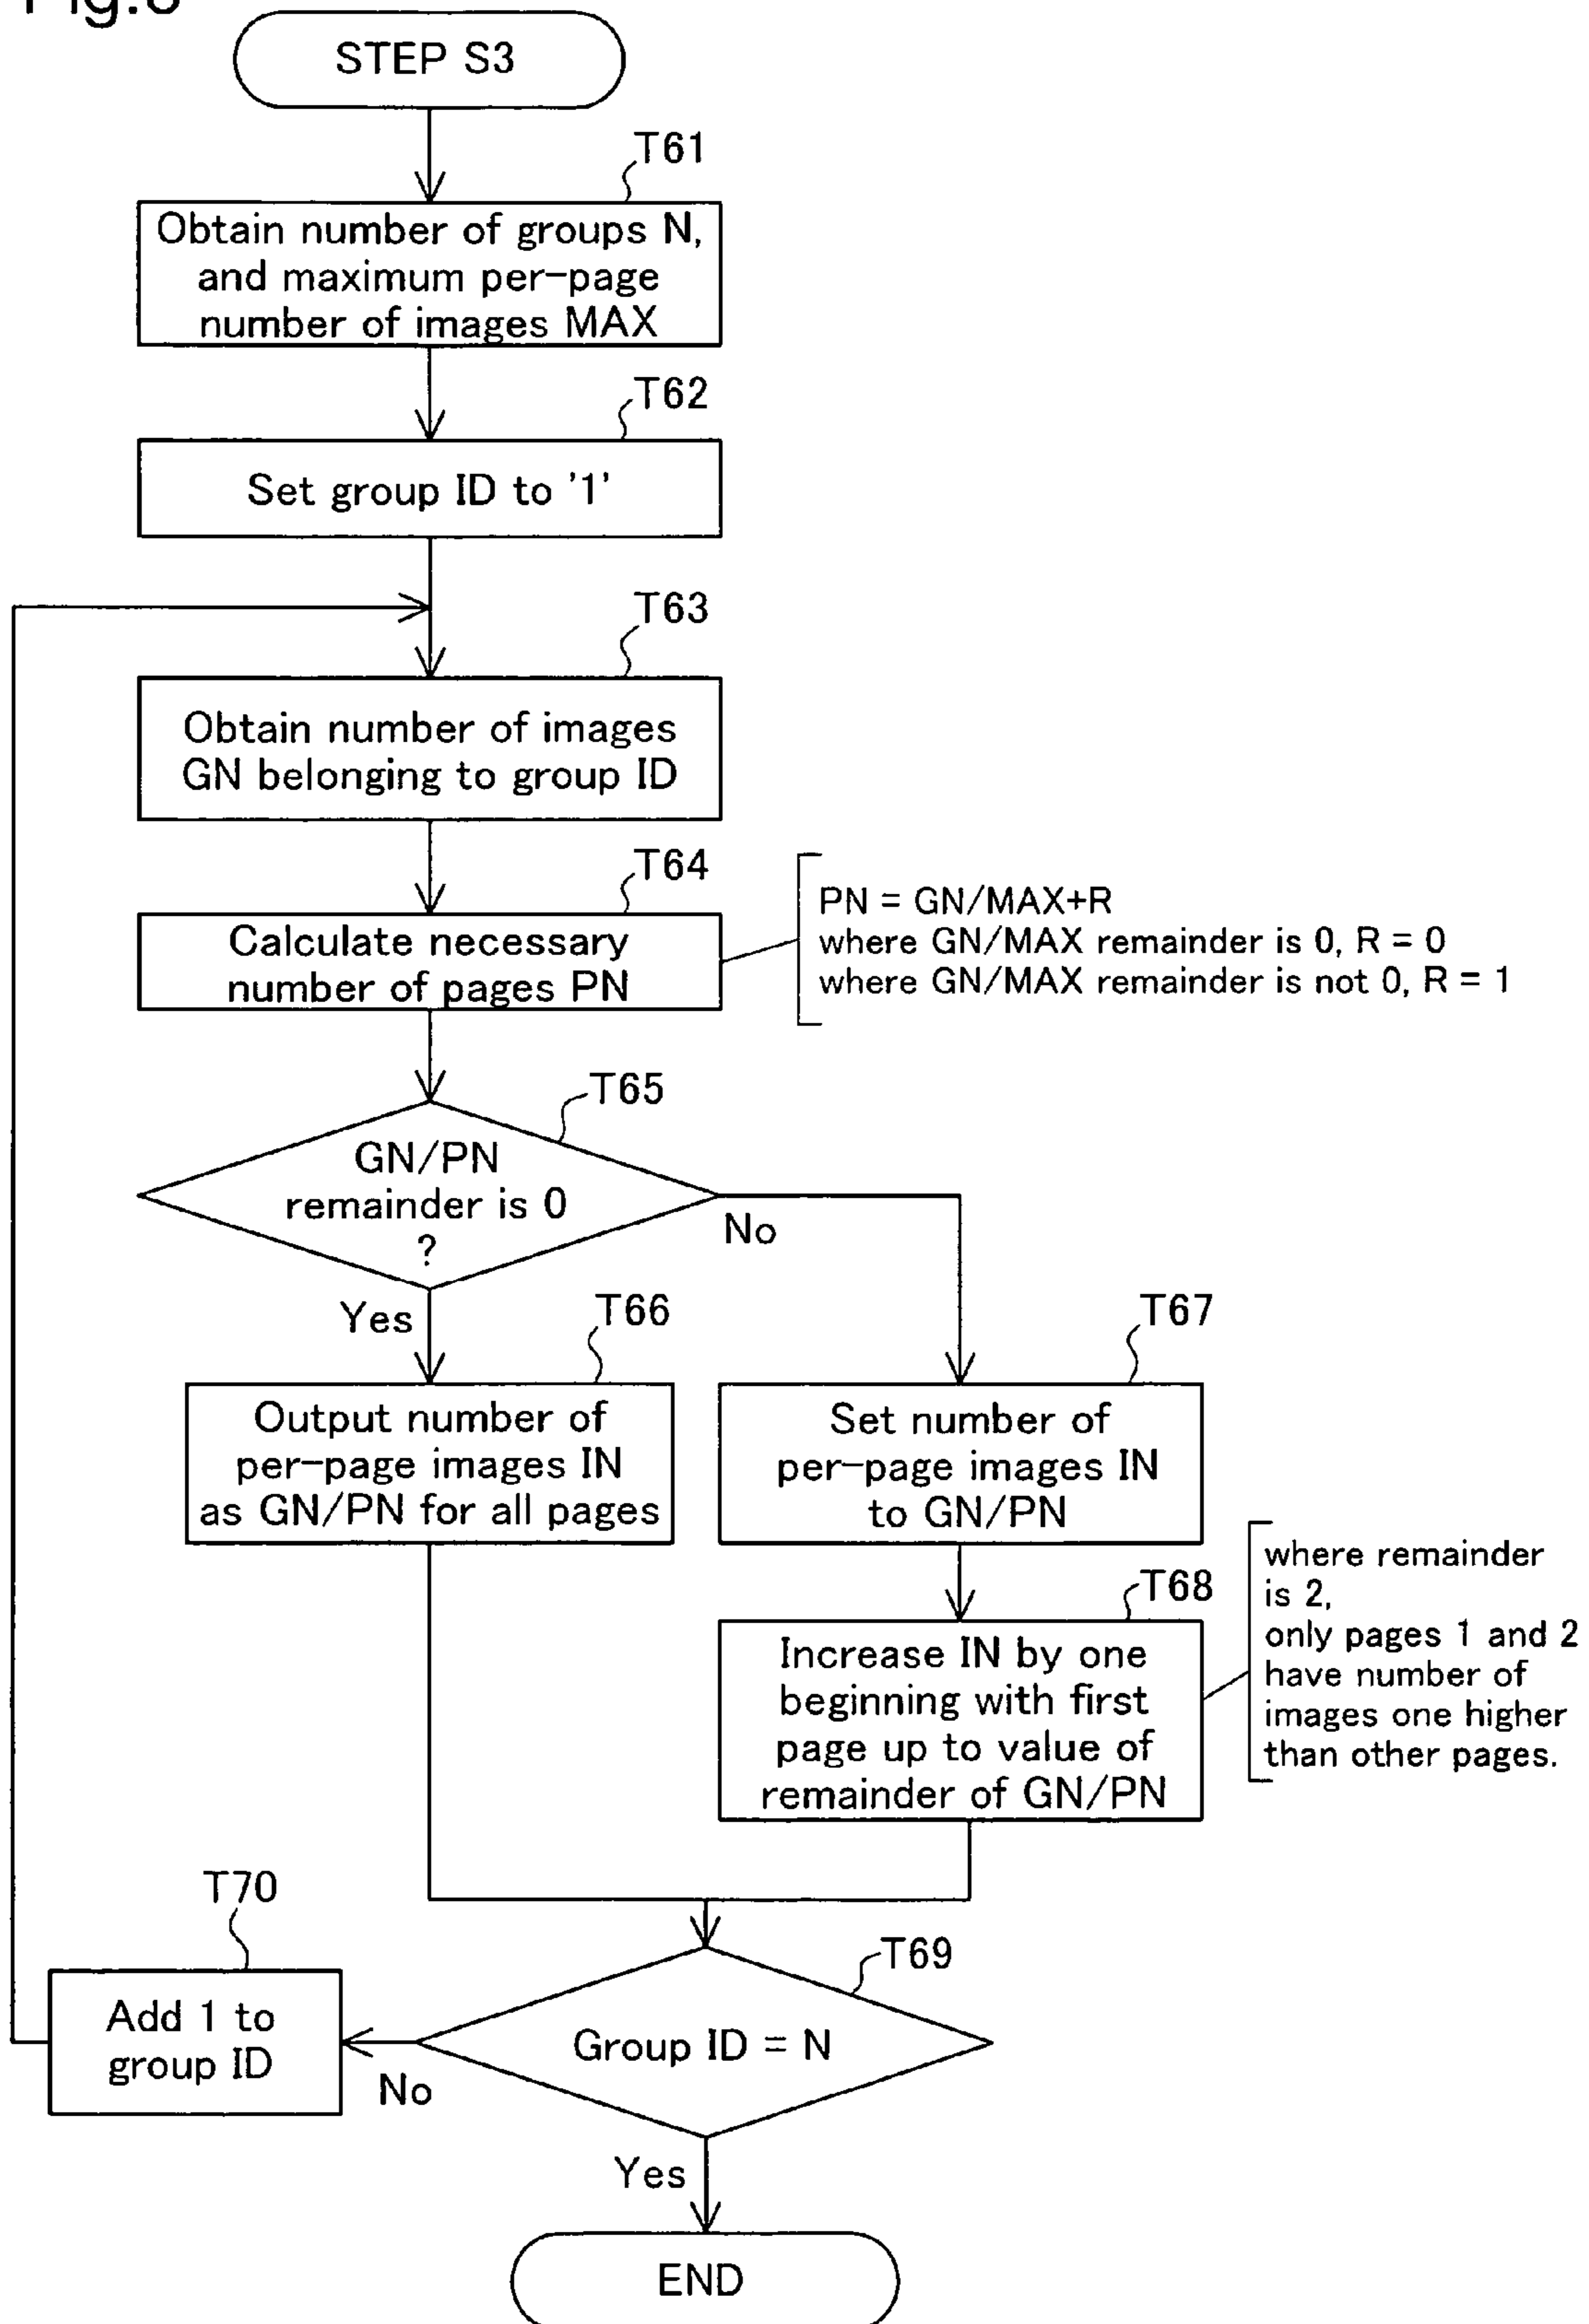 STEP S3
T61
Obtain number of groups N,
and maximum per-page
number of images MAX
T62
Set group ID to '1'
T63
Obtain number of images
GN belonging to group ID
T64
Calculate necessary
number of pages PN
PN = GN/MAX+R
where GN/MAX remainder is 0, R = 0
where GN/MAX remainder is not 0, R = 1
T65
GN/PN
remainder is 0
?
No
Yes
T66
Output number of
per-page images IN
as GN/PN for all pages
T67
Set number of
per-page images IN
to GN/PN
T68
Increase IN by one
beginning with first
page up to value of
remainder of GN/PN
where remainder
is 2,
only pages 1 and 2
have number of
images one higher
than other pages.
T70
Add 1 to
group ID
T69
Group ID = N
No
Yes
END